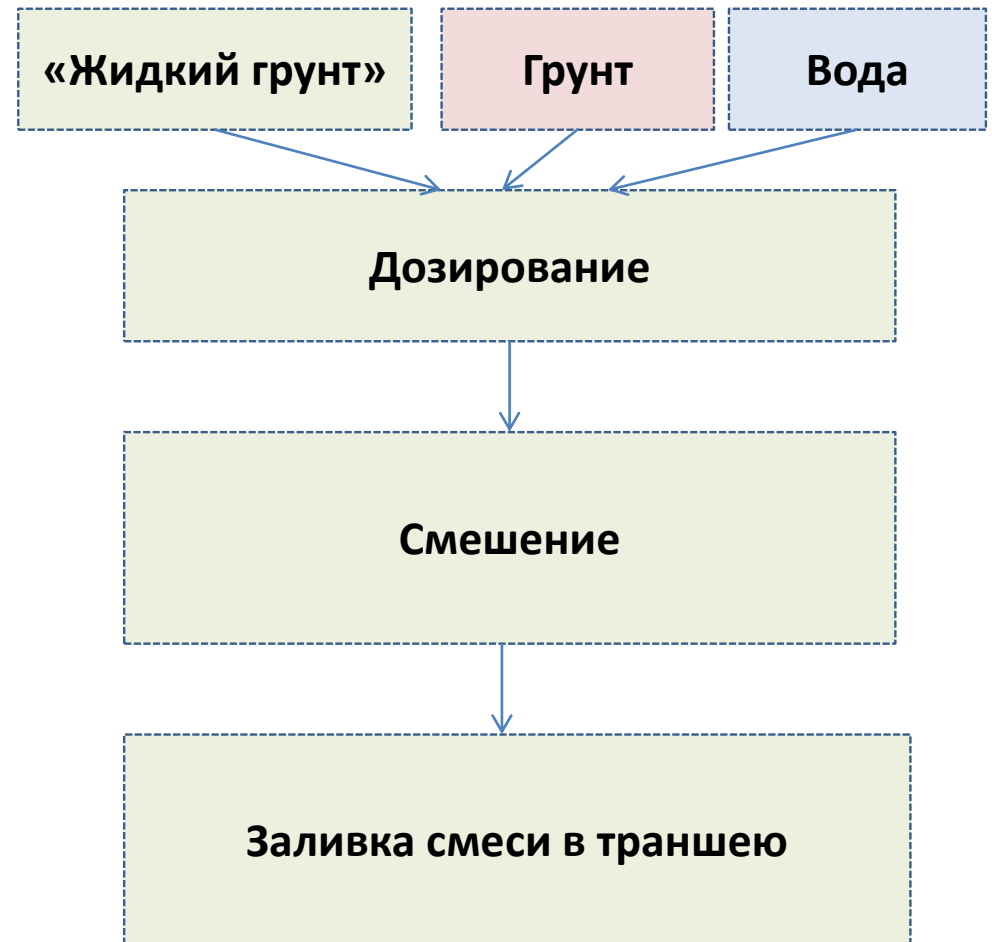 «Жидкий грунт»
Грунт
Вода
Дозирование
Смешение
Заливка смеси в траншею